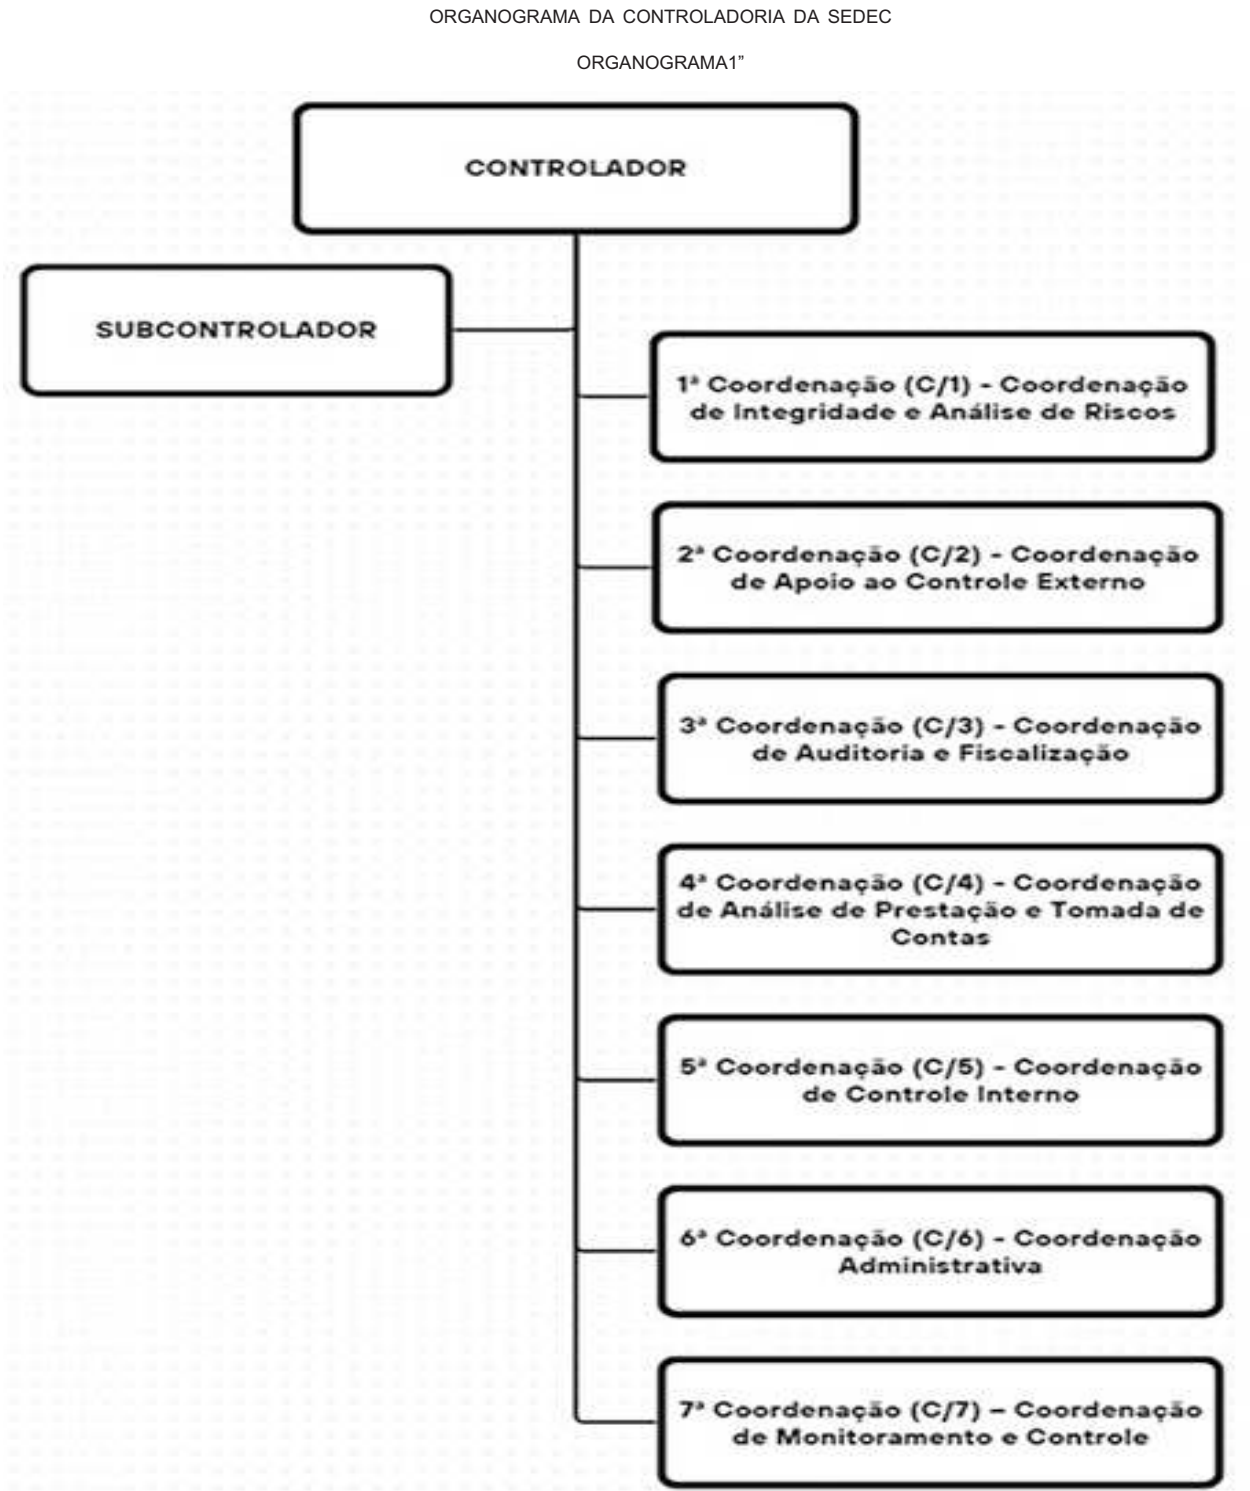 ORGANOGRAMA DA CONTROLADORIA DA SEDEC
ORGANOGRAMA1”
CONTROLADOR
SUBCONTROLADOR
1ª Coordenação (C/1) - Coordenação
de Integridade e Análise de Riscos
2ª Coordenação (C/2) - Coordenação
de Apoio ao Controle Externo
3ª Coordenação (C/3) - Coordenação
de Auditoria e Fiscalização
4ª Coordenação (C/4) - Coordenação
de Análise de Prestação e Tomada de
Contas
5ª Coordenação (C/5) - Coordenação
de Controle Interno
6ª Coordenação (C/6) - Coordenação
Administrativa
7ª Coordenação (C/7) – Coordenação
de Monitoramento e Controle